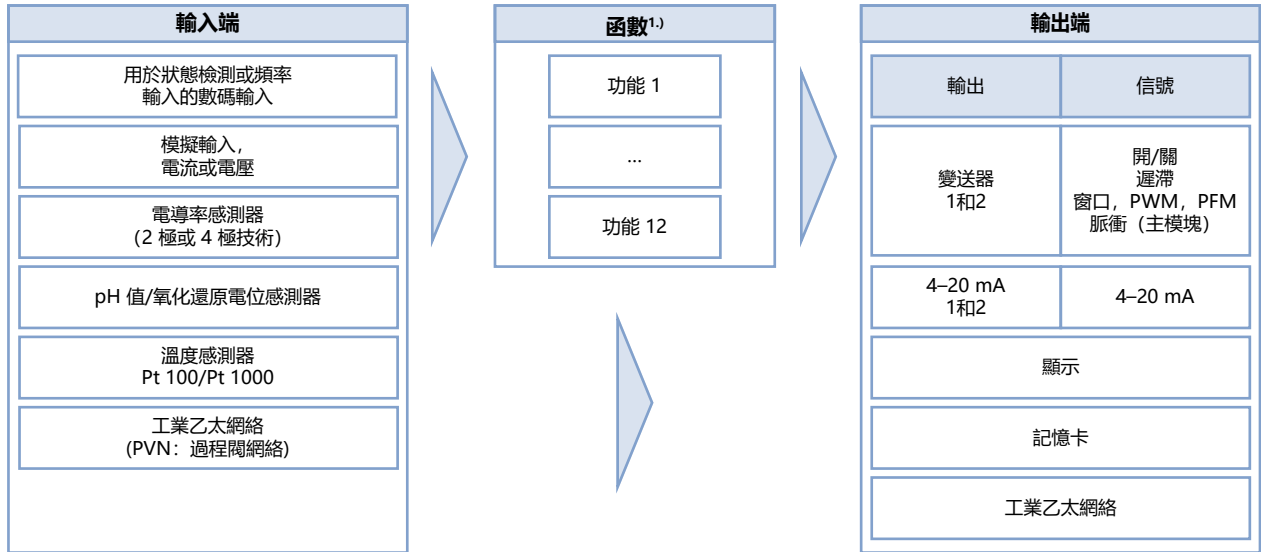 輸入端
用於狀態檢測或頻率
輸入的數碼輸入
模擬輸入，
電流或電壓
電導率感測器
(2 極或 4 極技術)
pH 值/氧化還原電位感測器
溫度感測器
Pt 100/Pt 1000
工業乙太網絡
(PVN：過程閥網絡)
函數1.)
功能 1
...
功能 12
輸出端
輸出
信號
變送器
1和2
開/關
遲滯
窗口，PWM，PFM
脈衝（主模塊）
4–20 mA
1和2
4–20 mA
顯示
記憶卡
工業乙太網絡